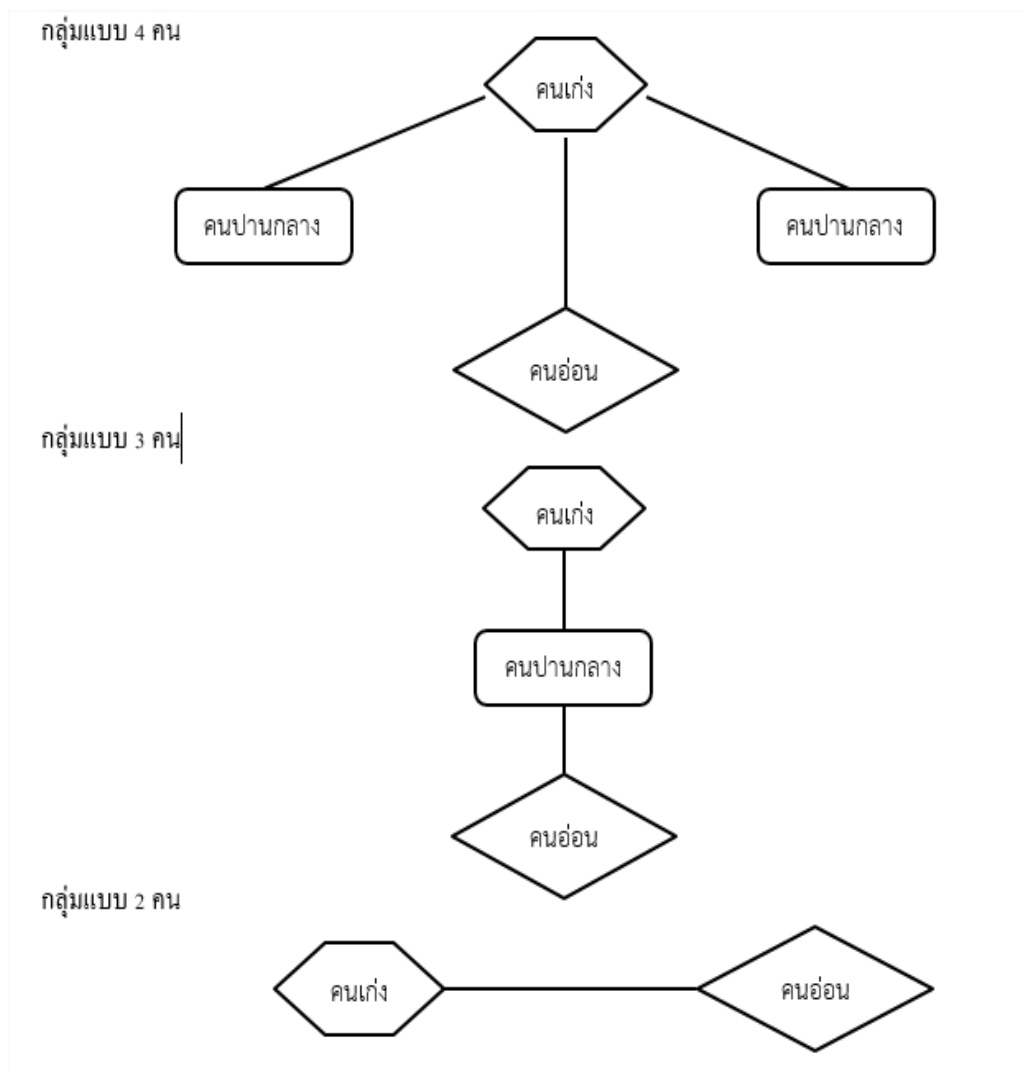 กลุ่มแบบ 4 คน
คนเก่ง
คนปานกลาง
คนปานกลาง
คนอ่อน
กลุ่มแบบ 3 คน
คนเก่ง
คนปานกลาง
คนอ่อน
กลุ่มแบบ 2 คน
คนเก่ง
คนอ่อน